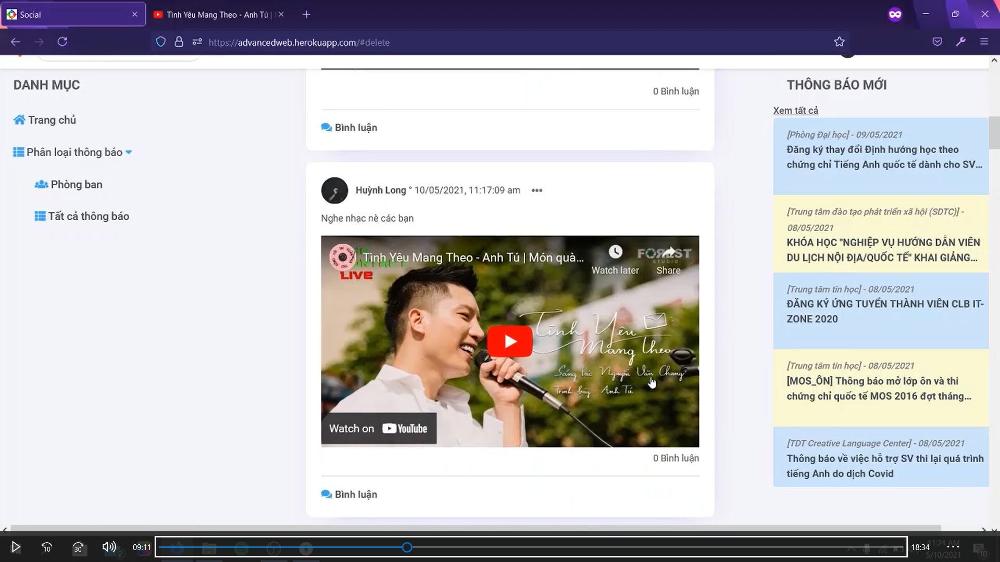 Social
Tình Yêu Mang Theo - Anh Tú |
https://advancedweb.herokuapp.com/#delete
DANH MỤC
Trang chủ
Phân loại thông báo
Phòng ban
Tất cả thông báo
0 Bình luận
Bình luận
Huỳnh Long ° 10/05/2021, 11:17:09 am
Nghe nhạc nè các bạn
Tình Yêu Mang Theo - Anh Tú | Món quà...
LIVE
Watch later
Share
FOREST
STUDIO
Tình Yêu
Mang Theo
Sáng tác Nguyễn Văn Chung
Trình bày: Anh Tú
Watch on YouTube
0 Bình luận
Bình luận
THÔNG BÁO MỚI
Xem tất cả
[Phòng Đại học] - 09/05/2021
Đăng ký thay đổi Định hướng học theo
chứng chỉ Tiếng Anh quốc tế dành cho SV...
[Trung tâm đào tạo phát triển xã hội (SDTC)] -
08/05/2021
KHÓA HỌC "NGHIỆP VỤ HƯỚNG DẪN VIÊN
DU LỊCH NỘI ĐỊA/QUỐC TẾ" KHAI GIẢNG...
[Trung tâm tin học] - 08/05/2021
ĐĂNG KÝ ỨNG TUYỂN THÀNH VIÊN CLB IT-
ZONE 2020
[Trung tâm tin học] - 08/05/2021
[MOS_ÔN] Thông báo mở lớp ôn và thi
chứng chỉ quốc tế MOS 2016 đợt tháng...
[TDT Creative Language Center] - 08/05/2021
Thông báo về việc hỗ trợ SV thi lại quá trình
tiếng Anh do dịch Covid
10
30
2
09:11
18:34
11:24 AM
5/10/2021
10